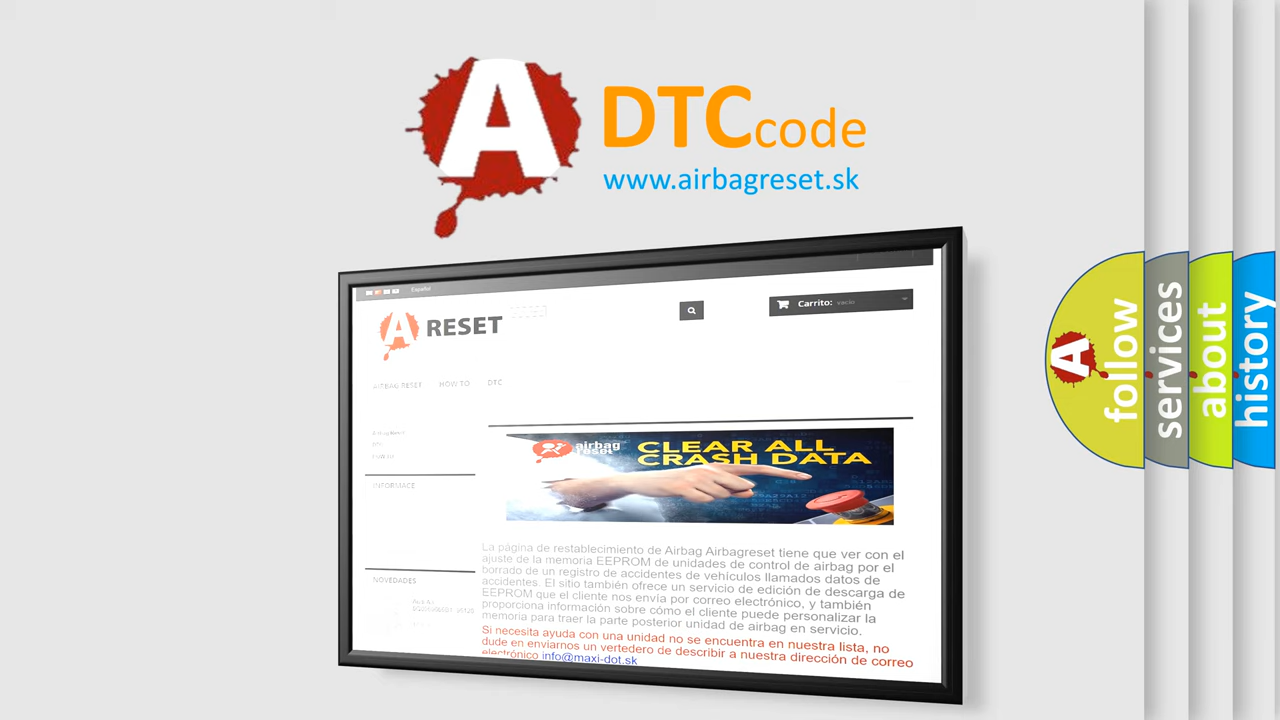 A DTCcode
www.airbagreset.sk
Español
A RESET
Carrito: vacío
AIRBAG RESET HOW TO DTC
INFORMACE
NOVEDADES
airbag
reset
CLEAR ALL
CRASH DATA
La página de restablecimiento de Airbag Airbagreset tiene que ver con el
ajuste de la memoria EEPROM de unidades de control de airbag por el
borrado de un registro de accidentes de vehículos llamados datos de
accidentes. El sitio también ofrece un servicio de edición de descarga de
EEPROM que el cliente nos envía por correo electrónico, y también
proporciona información sobre cómo el cliente puede personalizar la
memoria para traer la parte posterior unidad de airbag en servicio.
Si necesita ayuda con una unidad no se encuentra en nuestra lista, no
dude en enviarnos un vertedero de describir a nuestra dirección de correo
electrónico info@maxi-dot.sk
A follow
services
about
history